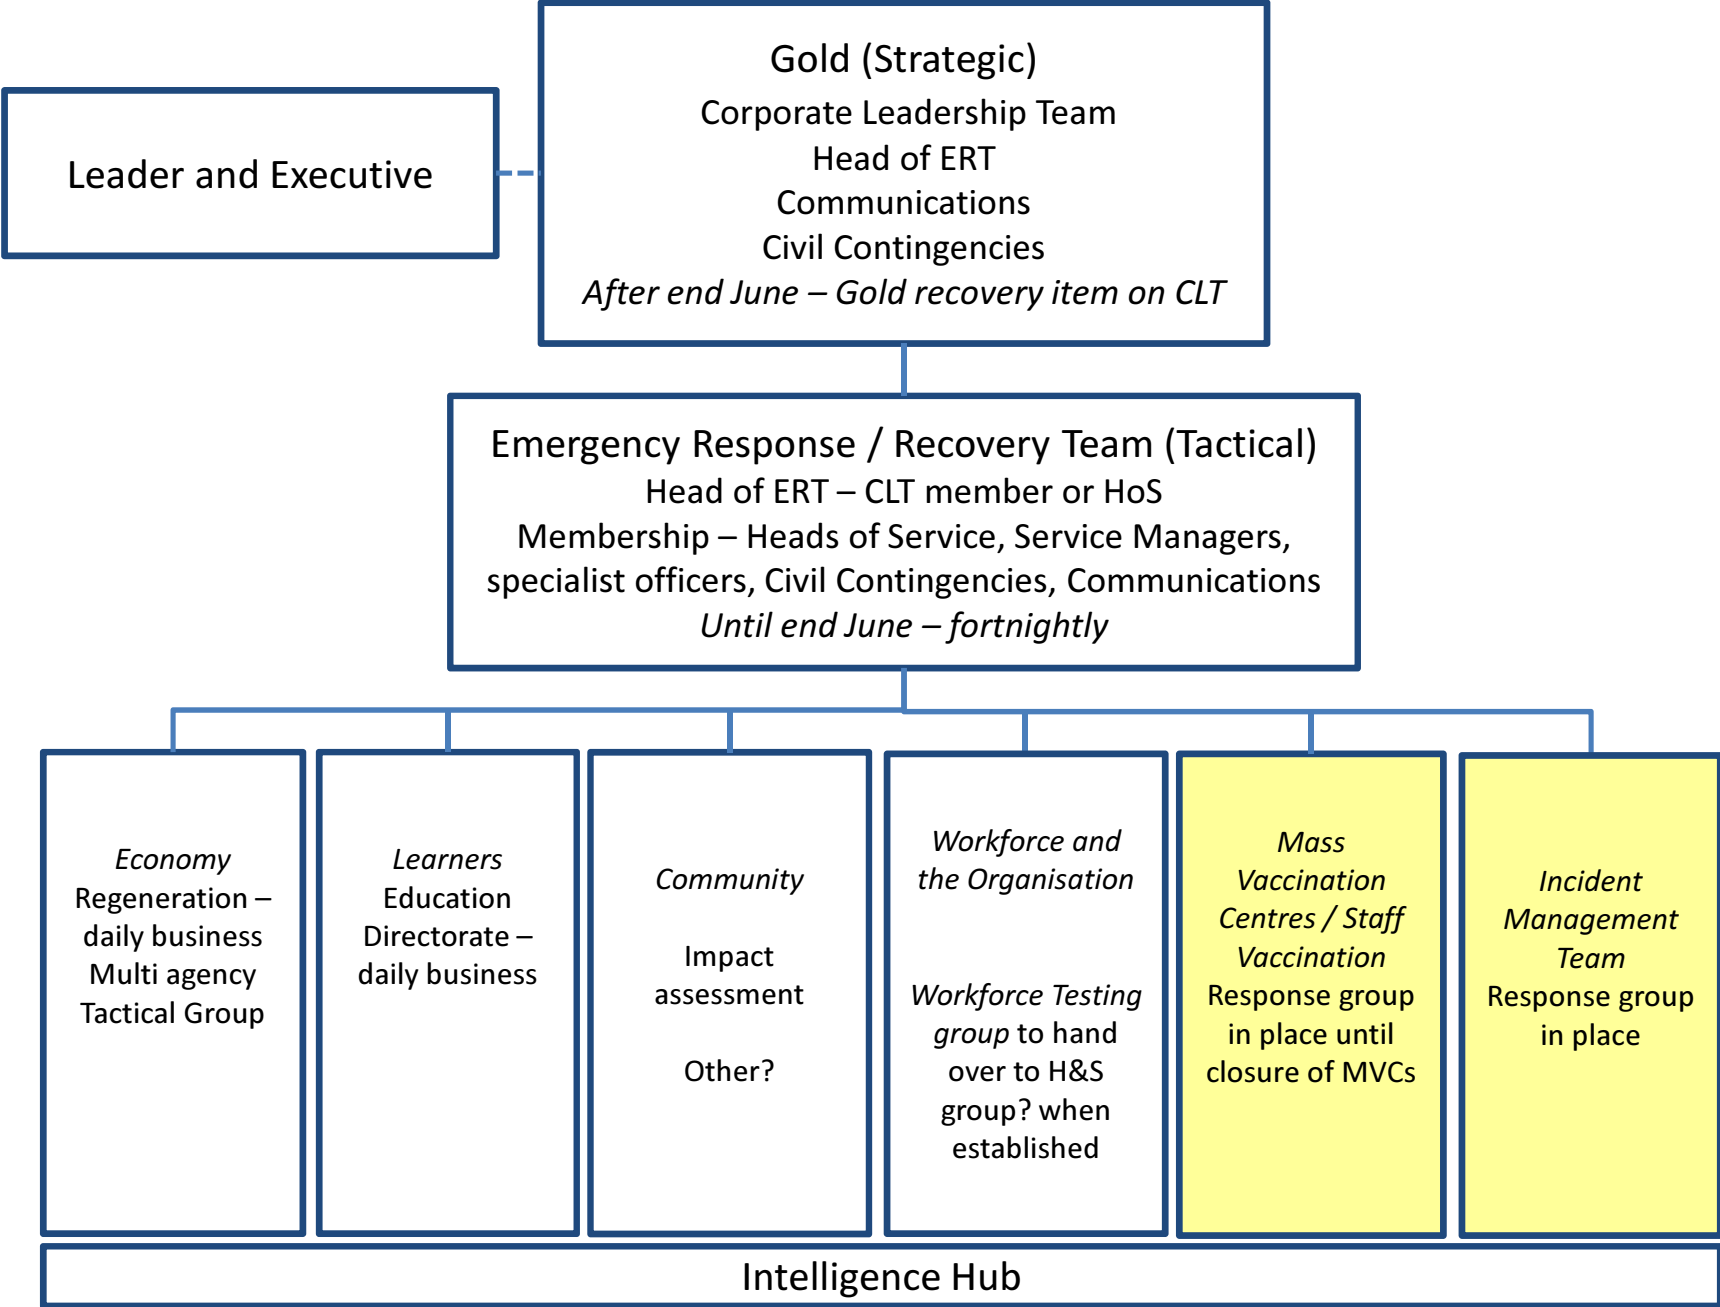 Gold (Strategic)
Corporate Leadership Team
Head of ERT
Communications
Civil Contingencies
After end June – Gold recovery item on CLT
Leader and Executive
Emergency Response / Recovery Team (Tactical)
Head of ERT – CLT member or HoS
Membership – Heads of Service, Service Managers,
specialist officers, Civil Contingencies, Communications
Until end June – fortnightly
Economy
Regeneration –
daily business
Multi agency
Tactical Group
Learners
Education
Directorate –
daily business
Community
Impact
assessment
Other?
Workforce and
the Organisation
Workforce Testing
group to hand
over to H&S
group? when
established
Mass
Vaccination
Centres / Staff
Vaccination
Response group
in place until
closure of MVCs
Incident
Management
Team
Response group
in place
Intelligence Hub